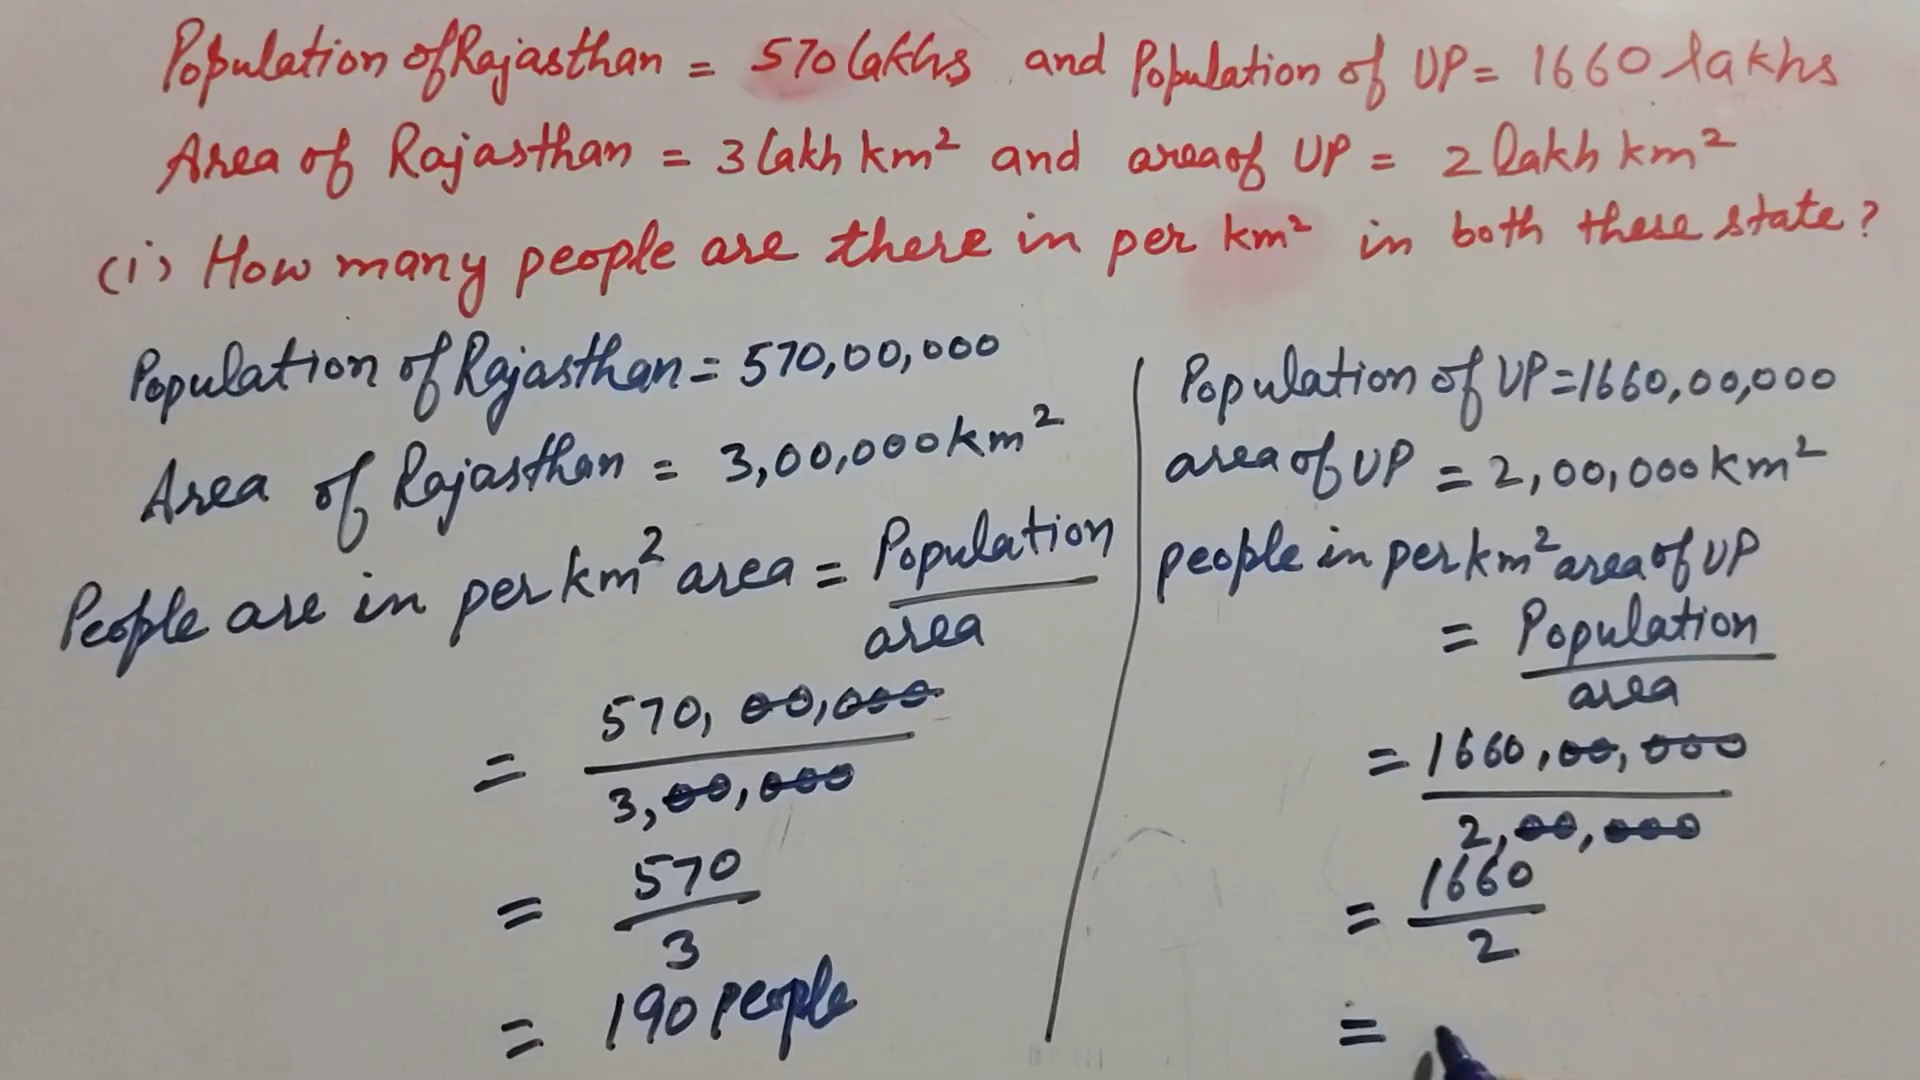 Population of Rajasthan = 570 lakhs and Population of UP = 1660 lakhs
Area of Rajasthan = 3 lakh km² and area of UP = 2 lakh km²
(i) How many people are there in per km² in both these state?
Population of Rajasthan = 570,00,000
Area of Rajasthan = 3,00,000 km²
People are in per km² area = Population
area
= 570,00,000
3,00,000
= 570
3
= 190 people
Population of UP = 1660,00,000
area of UP = 2,00,000 km²
people in per km² area of UP
= Population
area
= 1660,00,000
2,00,000
= 1660
2
=